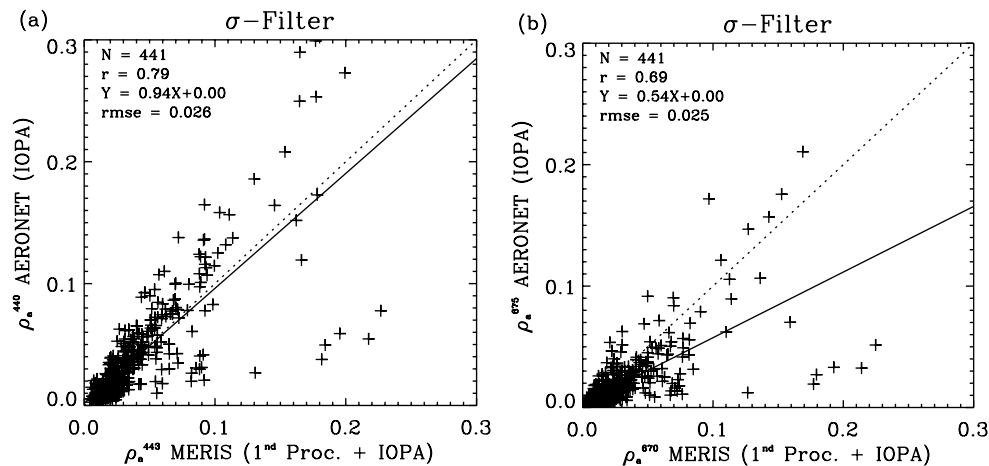 (a)
σ-Filter
N = 441
r = 0.79
Y = 0.94X+0.00
rmse = 0.026
0.3
0.2
0.1
0.0
0.0 0.1 0.2 0.3
ρₐ⁴⁴⁰ AERONET (IOPA)
ρₐ⁴⁴³ MERIS (1ⁿᵈ Proc. + IOPA)
(b)
σ-Filter
N = 441
r = 0.69
Y = 0.54X+0.00
rmse = 0.025
0.3
0.2
0.1
0.0
0.0 0.1 0.2 0.3
ρₐ⁶⁷⁵ AERONET (IOPA)
ρₐ⁶⁷⁰ MERIS (1ⁿᵈ Proc. + IOPA)